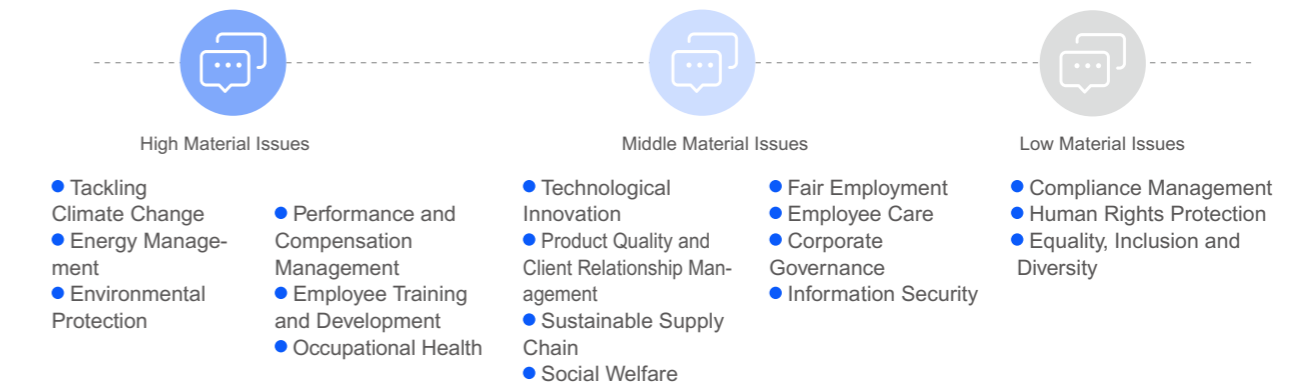 High Material Issues
● Tackling
Climate Change
● Energy Manage-
ment
● Environmental
Protection
● Performance and
Compensation
Management
● Employee Training
and Development
● Occupational Health
Middle Material Issues
● Technological
Innovation
● Product Quality and
Client Relationship Man-
agement
● Sustainable Supply
Chain
● Social Welfare
● Fair Employment
● Employee Care
● Corporate
Governance
● Information Security
Low Material Issues
● Compliance Management
● Human Rights Protection
● Equality, Inclusion and
Diversity